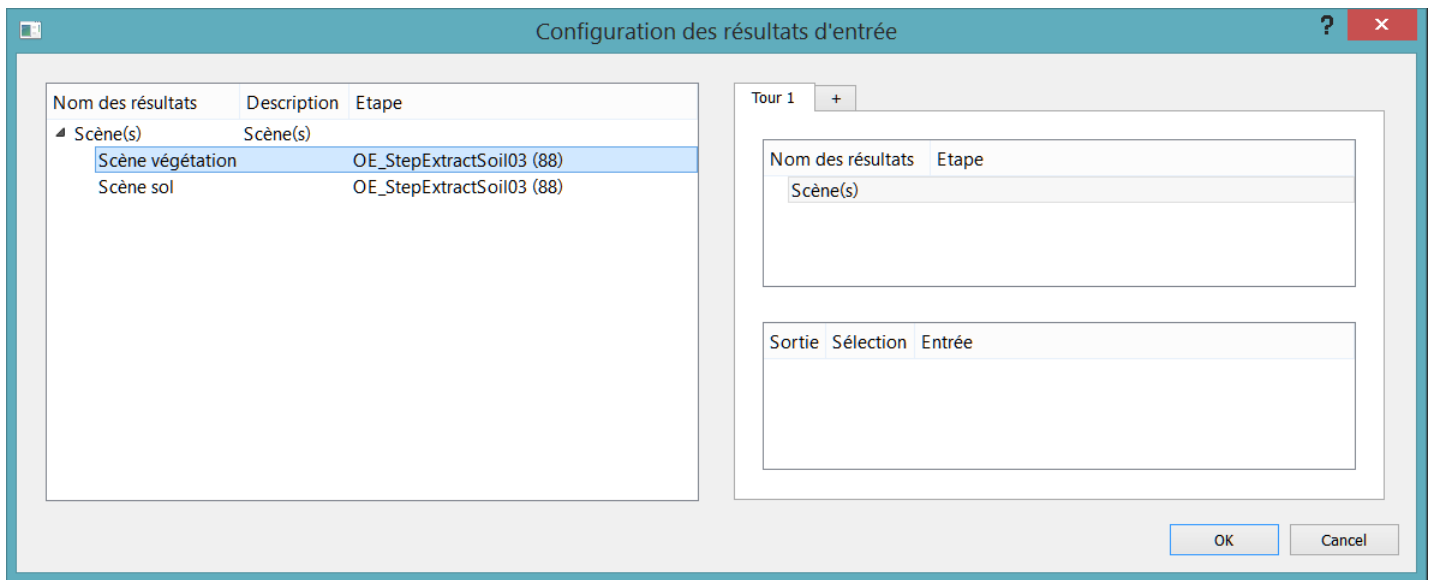 Configuration des résultats d'entrée
?
Nom des résultats Description Etape
Scène(s) Scène(s)
Scène végétation OE_StepExtractSoil03 (88)
Scène sol OE_StepExtractSoil03 (88)
Tour 1 +
Nom des résultats Etape
Scène(s)
Sortie Sélection Entrée
OK Cancel